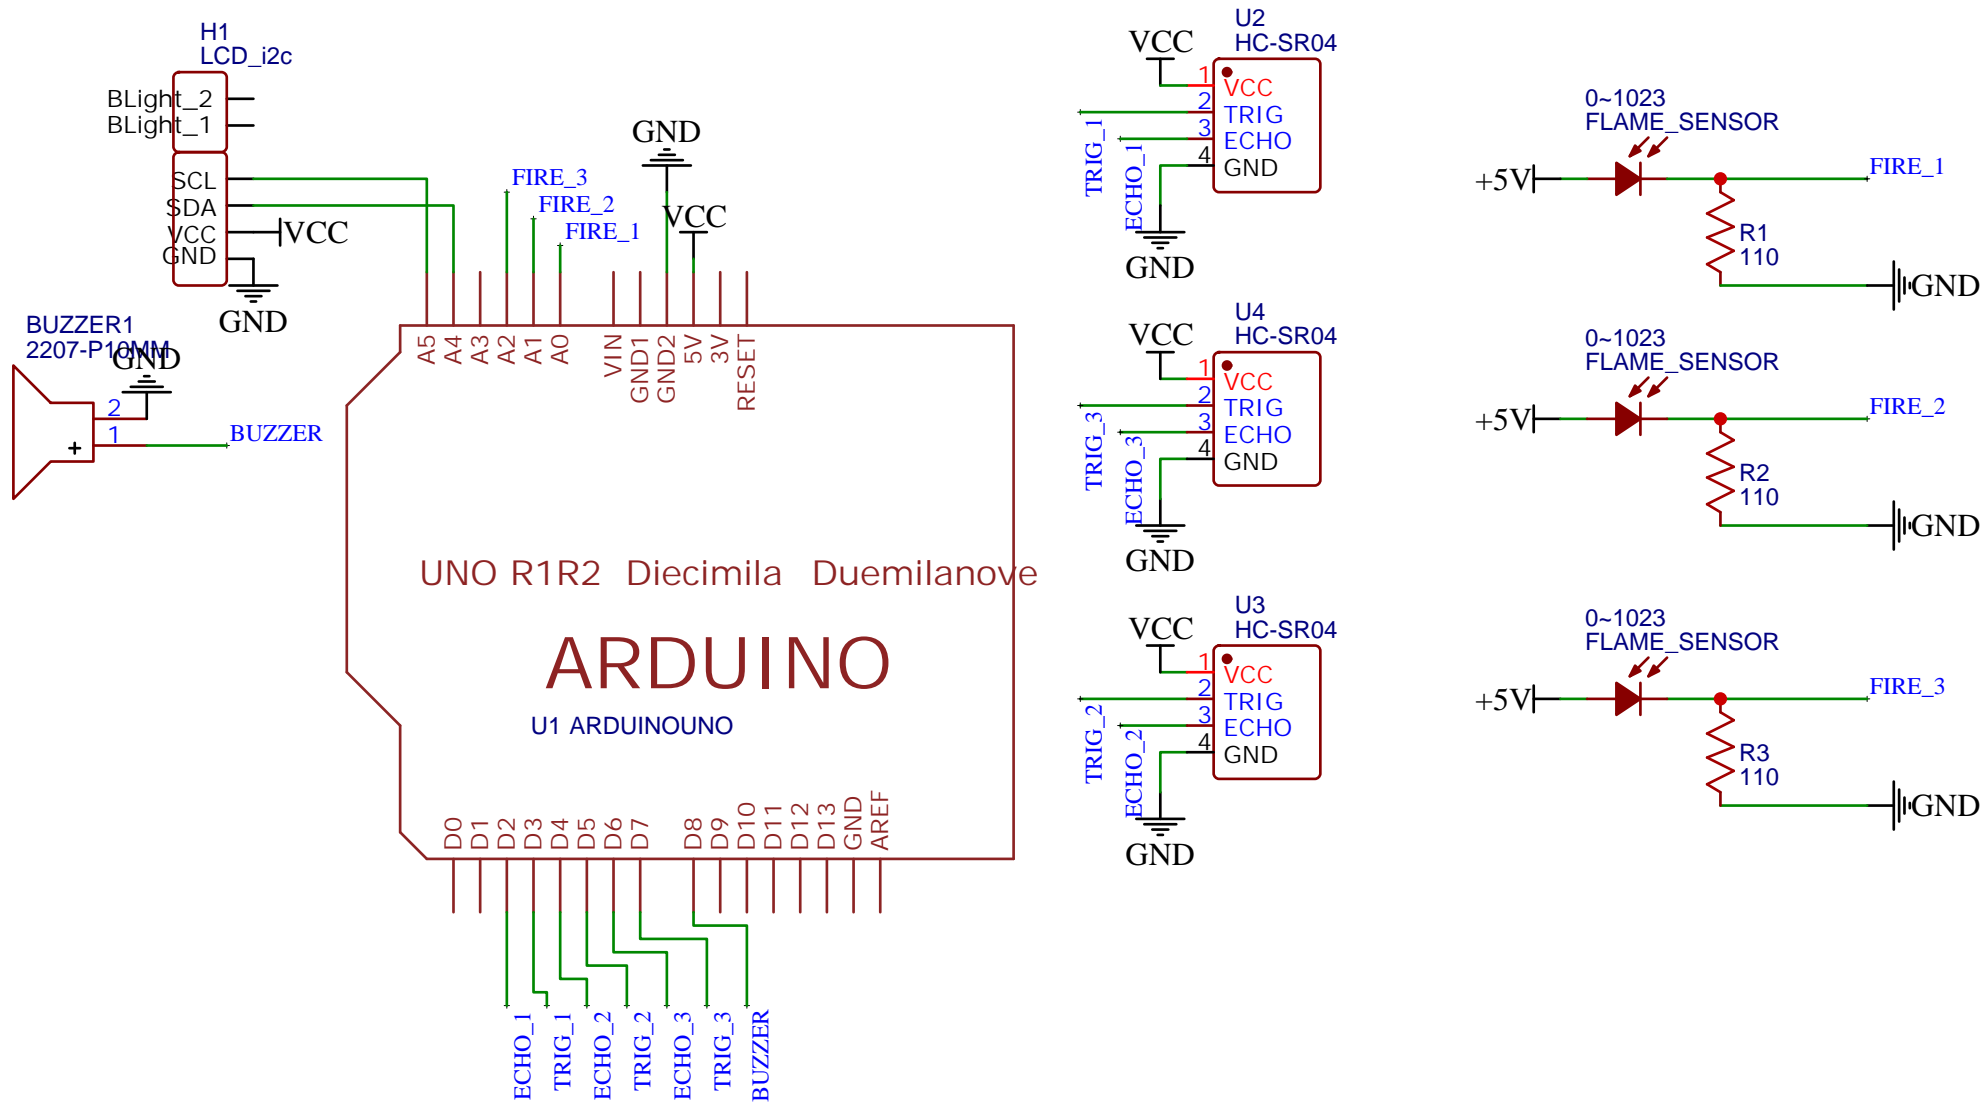 H1
LCD_i2c
BLight_2
BLight_1
SCL
SDA
VCC
GND
VCC
GND
BUZZER1
2207-P10MM
GND
2
1
+
BUZZER
FIRE_3
FIRE_2
FIRE_1
GND
VCC
A5
A4
A3
A2
A1
A0
VIN
GND1
GND2
5V
3V
RESET
UNO R1R2 Diecimila Duemilanove
ARDUINO
U1 ARDUINOUNO
D0
D1
D2
D3
D4
D5
D6
D7
D8
D9
D10
D11
D12
D13
GND
AREF
ECHO_1
TRIG_1
ECHO_2
TRIG_2
ECHO_3
TRIG_3
BUZZER
U2
HC-SR04
VCC
1
VCC
2
TRIG
3
ECHO
4
GND
TRIG_1
ECHO_1
GND
U4
HC-SR04
VCC
1
VCC
2
TRIG
3
ECHO
4
GND
TRIG_3
ECHO_3
GND
U3
HC-SR04
VCC
1
VCC
2
TRIG
3
ECHO
4
GND
TRIG_2
ECHO_2
GND
0~1023
FLAME_SENSOR
+5V
FIRE_1
R1
110
GND
0~1023
FLAME_SENSOR
+5V
FIRE_2
R2
110
GND
0~1023
FLAME_SENSOR
+5V
FIRE_3
R3
110
GND